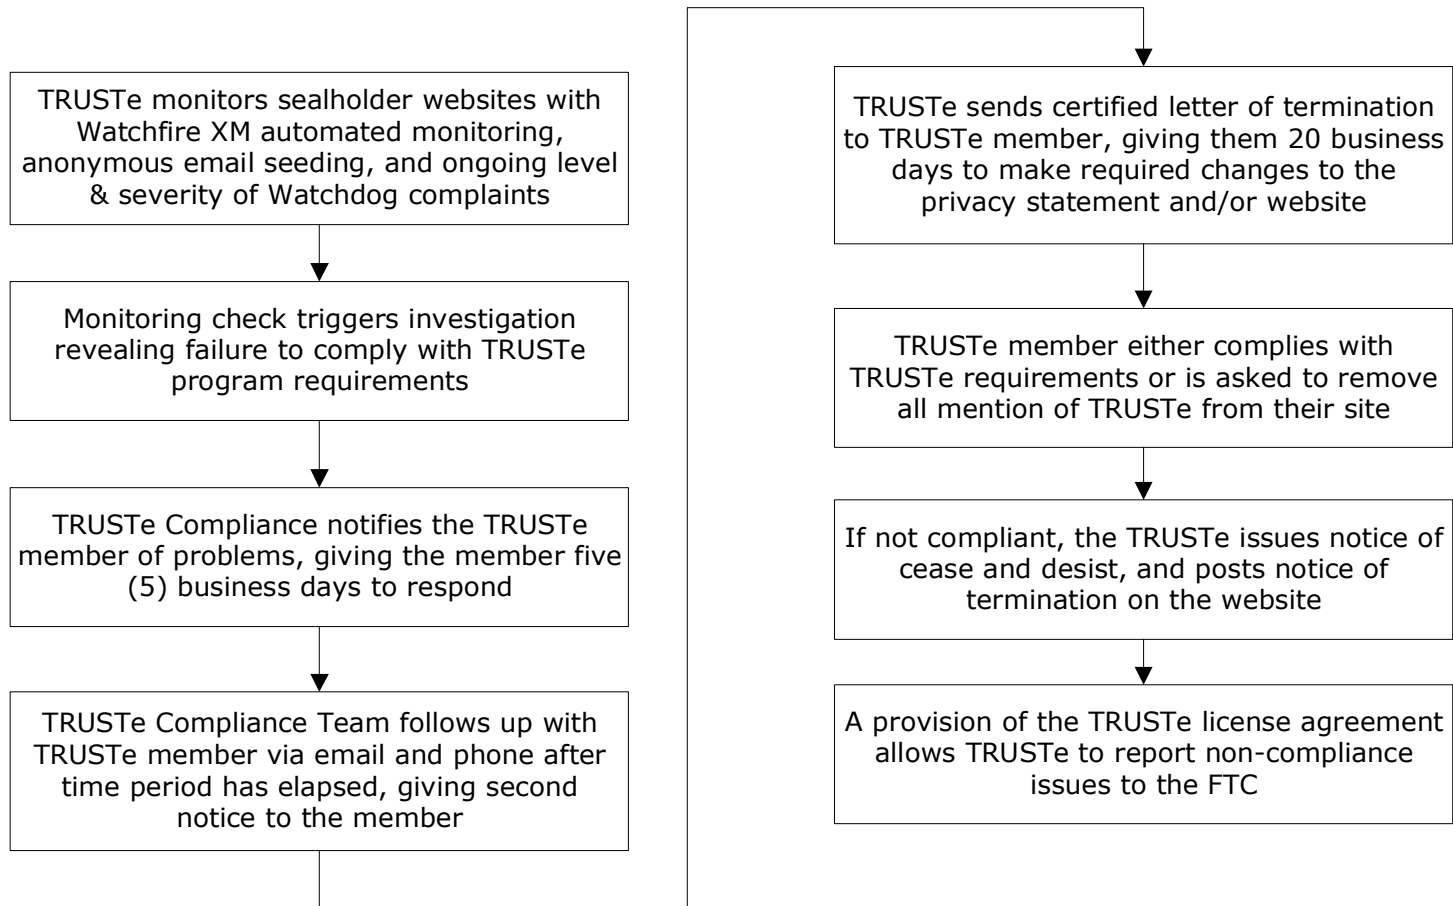 TRUSTe monitors sealholder websites with
Watchfire XM automated monitoring,
anonymous email seeding, and ongoing level
& severity of Watchdog complaints
Monitoring check triggers investigation
revealing failure to comply with TRUSTe
program requirements
TRUSTe Compliance notifies the TRUSTe
member of problems, giving the member five
(5) business days to respond
TRUSTe Compliance Team follows up with
TRUSTe member via email and phone after
time period has elapsed, giving second
notice to the member
TRUSTe sends certified letter of termination
to TRUSTe member, giving them 20 business
days to make required changes to the
privacy statement and/or website
TRUSTe member either complies with
TRUSTe requirements or is asked to remove
all mention of TRUSTe from their site
If not compliant, the TRUSTe issues notice of
cease and desist, and posts notice of
termination on the website
A provision of the TRUSTe license agreement
allows TRUSTe to report non-compliance
issues to the FTC